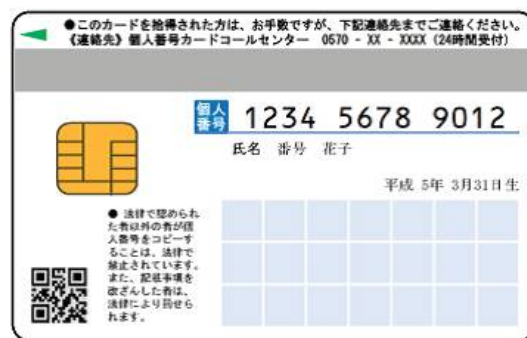 ●このカードを拾得された方は、お手数ですが、下記連絡先までご連絡ください。
《連絡先》個人番号カードコールセンター 0570 - XX - XXXX (24時間受付)
個人番号 1234 5678 9012
氏名 番号 花子
平成 5年 3月31日生
● 法律で認められ
た者以外の者が個
人番号をコピーす
ることは、法律で
禁止されています。
また、記載事項を
改ざんした者は、
法律により罰せら
れます。